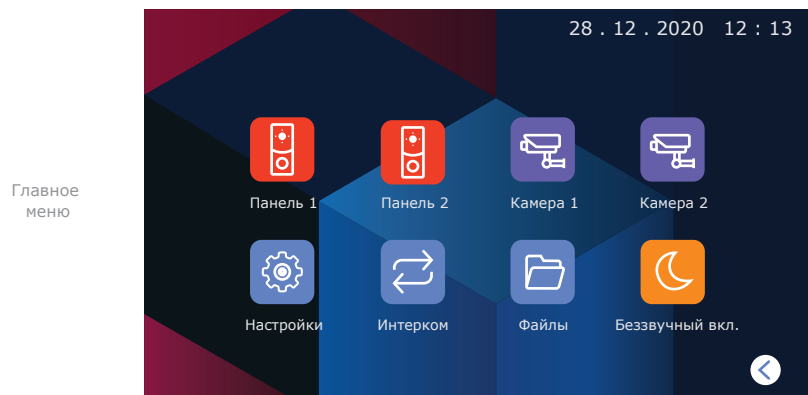 28 . 12 . 2020 12 : 13
Главное
меню
Панель 1
Панель 2
Камера 1
Камера 2
Настройки
Интерком
Файлы
Беззвучный вкл.